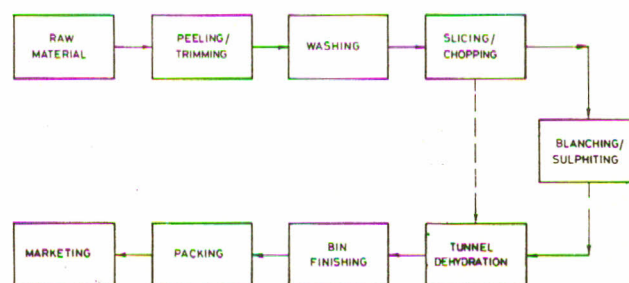 RAW
MATERIAL
PEELING/
TRIMMING
WASHING
SLICING/
CHOPPING
BLANCHING/
SULPHITING
TUNNEL
DEHYDRATION
BIN
FINISHING
PACKING
MARKETING